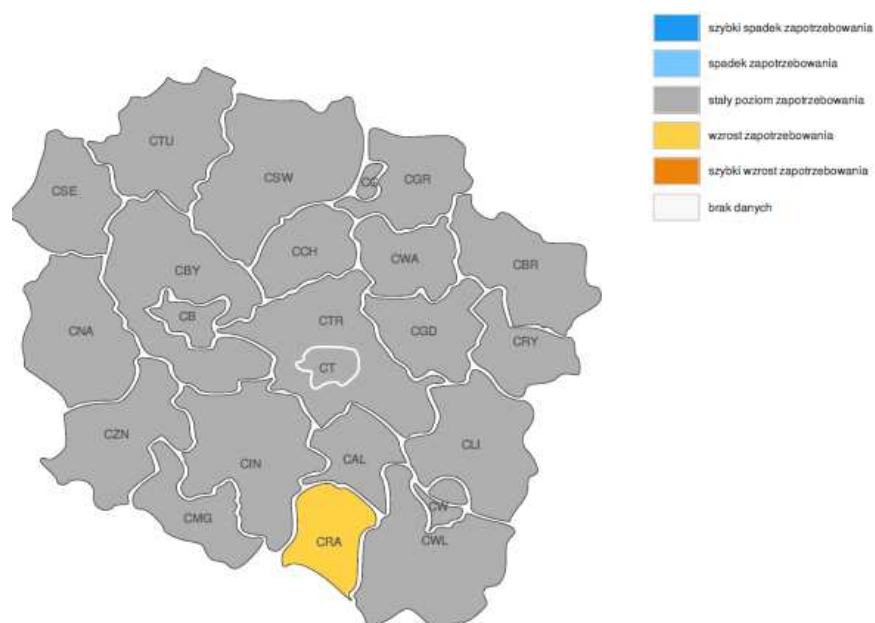 szybki spadek zapotrzebowania
spadek zapotrzebowania
stały poziom zapotrzebowania
wzrost zapotrzebowania
szybki wzrost zapotrzebowania
brak danych
CTU
CSW
CSE
CG
CGR
CCH
CWA
CBR
CBY
CB
CTR
CNA
CGD
CRY
CT
CZN
CIN
CAL
CLI
CMG
CW
CRA
CWL